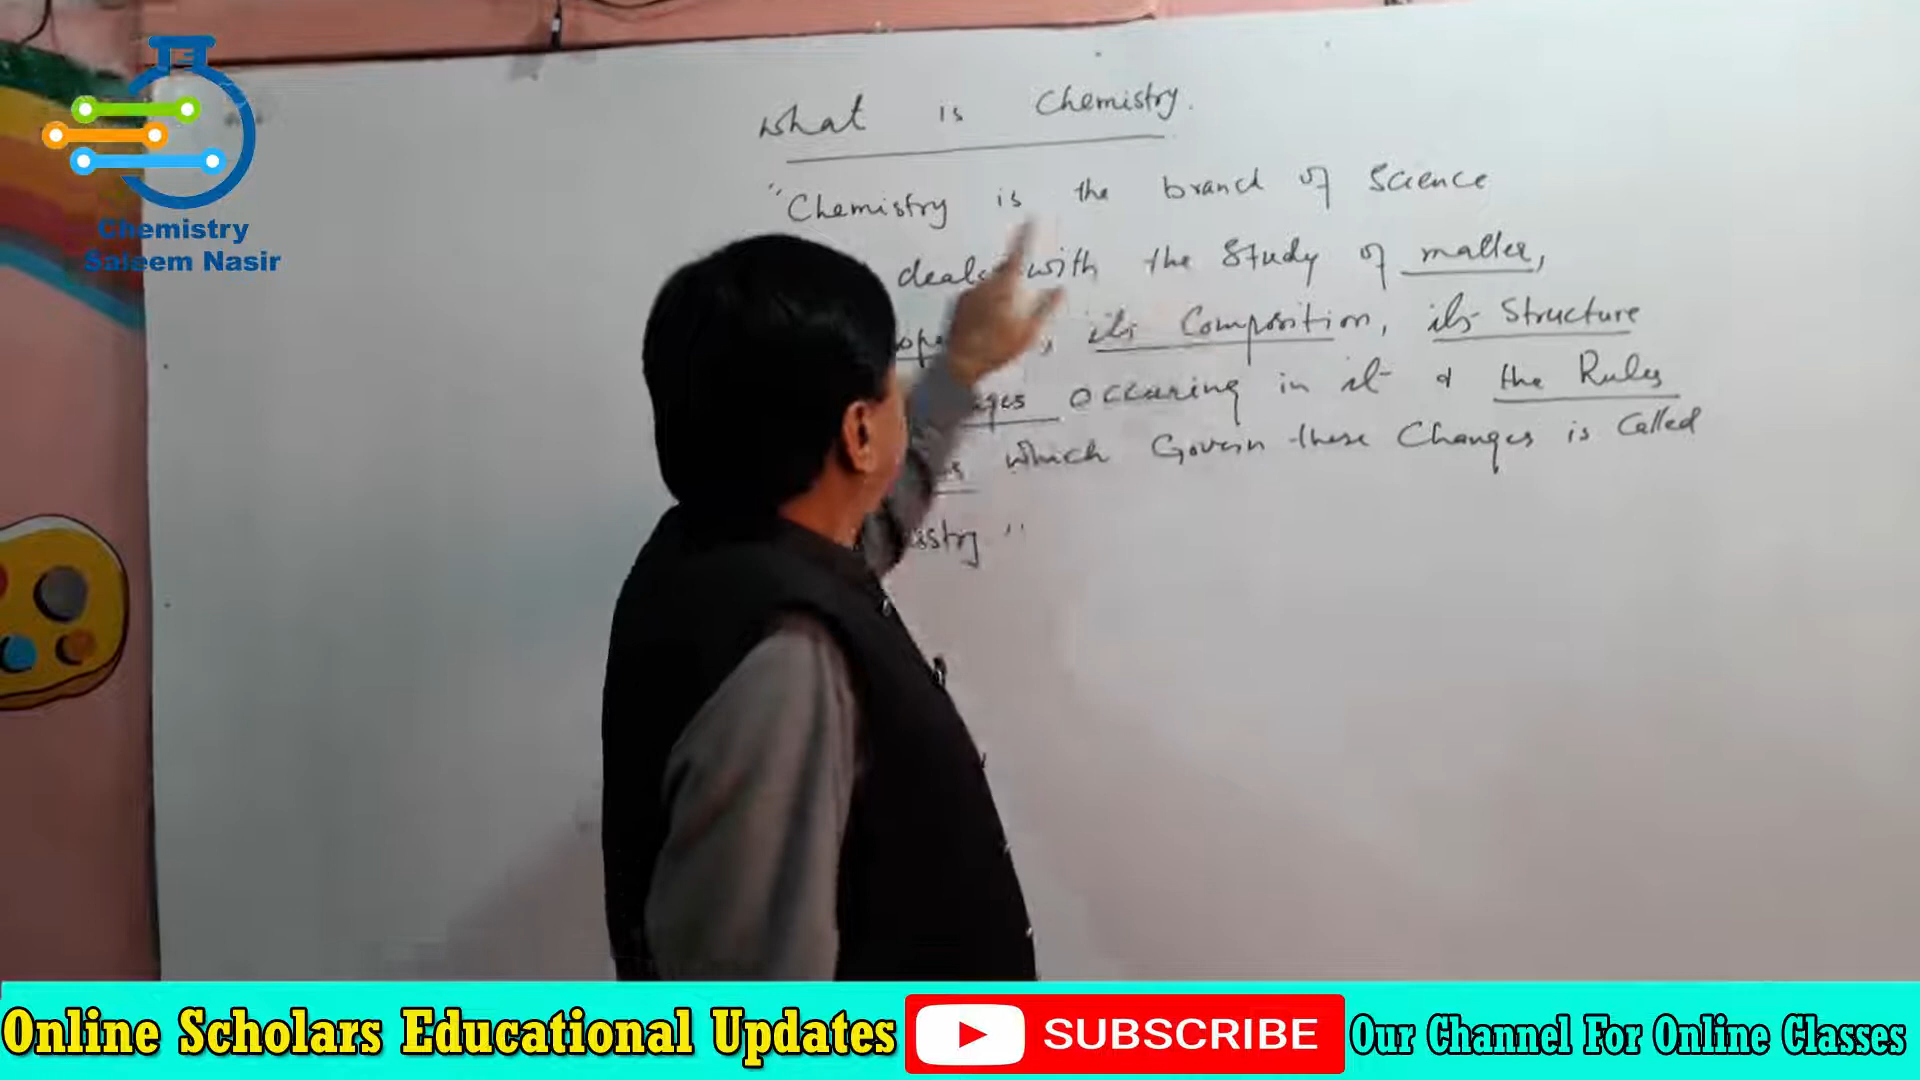 Chemistry
Saleem Nasir
What is Chemistry.
"Chemistry is the branch of Science
deals with the Study of matter,
its Composition, its Structure
occuring in it & the Rules
which Govern these Changes is Called
"
Online Scholars Educational Updates
SUBSCRIBE
Our Channel For Online Classes